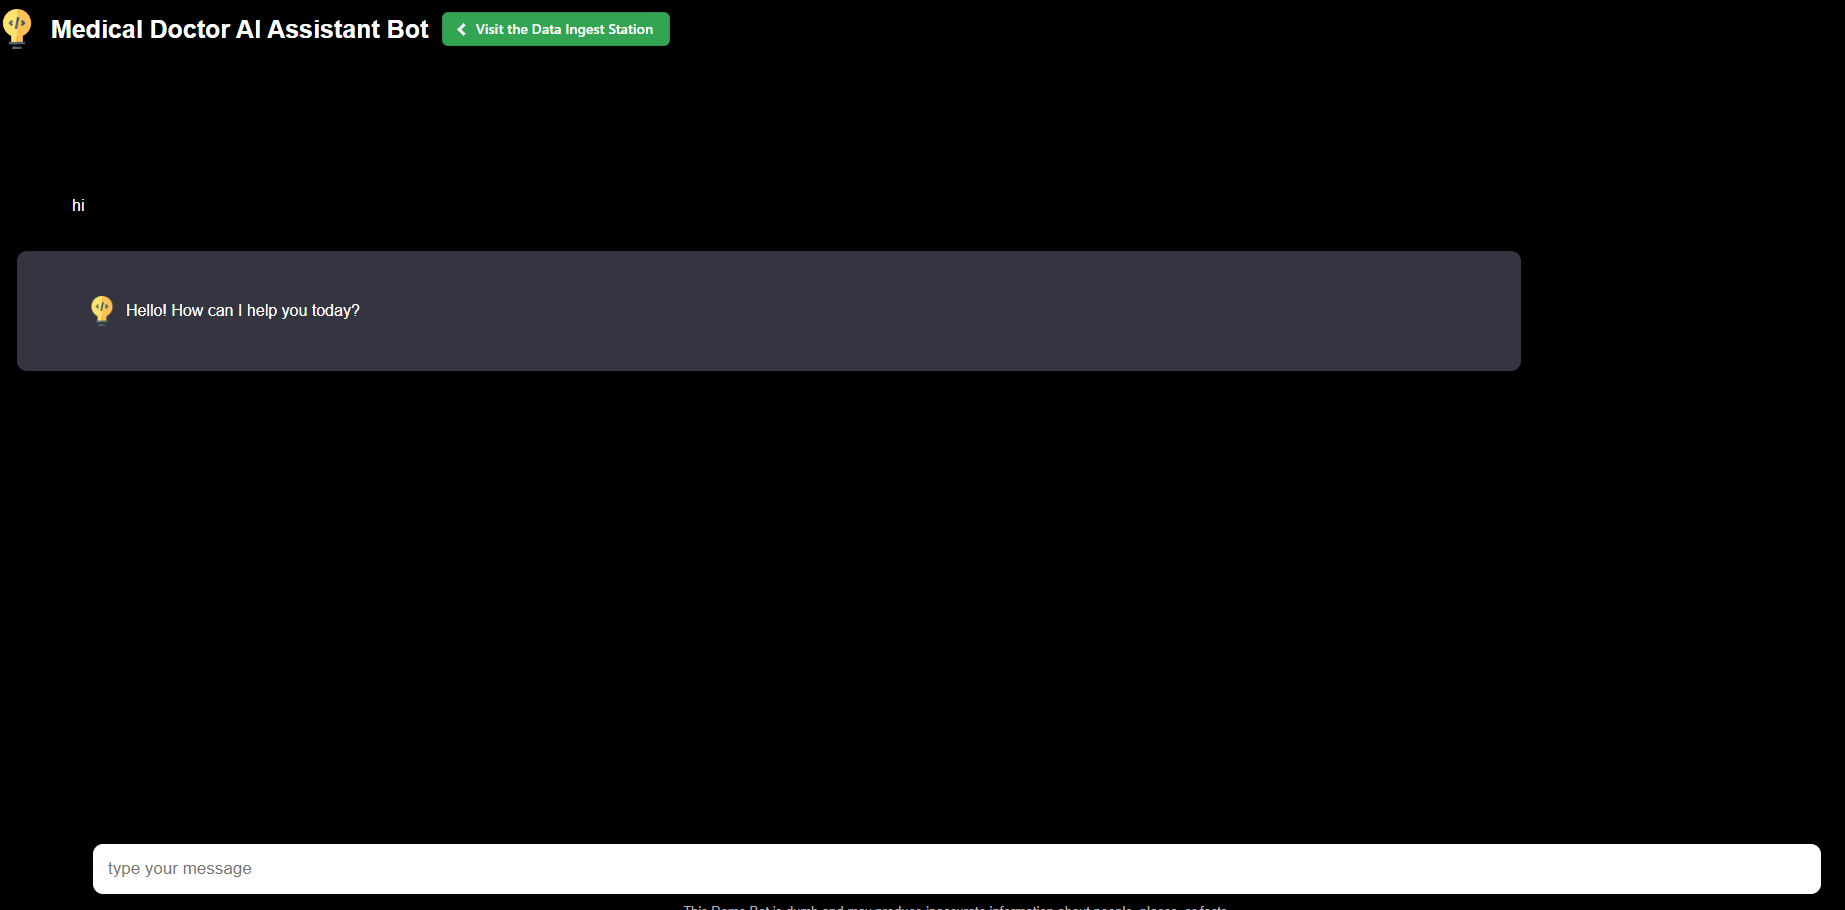 Medical Doctor AI Assistant Bot
Visit the Data Ingest Station
hi
Hello! How can I help you today?
type your message
This Demo Bot is dumb and may produce inaccurate information about people, places, or facts